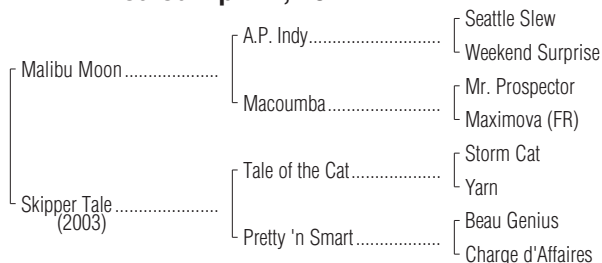 Malibu Moon
A.P. Indy
Seattle Slew
Weekend Surprise
Macoumba
Mr. Prospector
Maximova (FR)
Skipper Tale
(2003)
Tale of the Cat
Storm Cat
Yarn
Pretty 'n Smart
Beau Genius
Charge d'Affaires